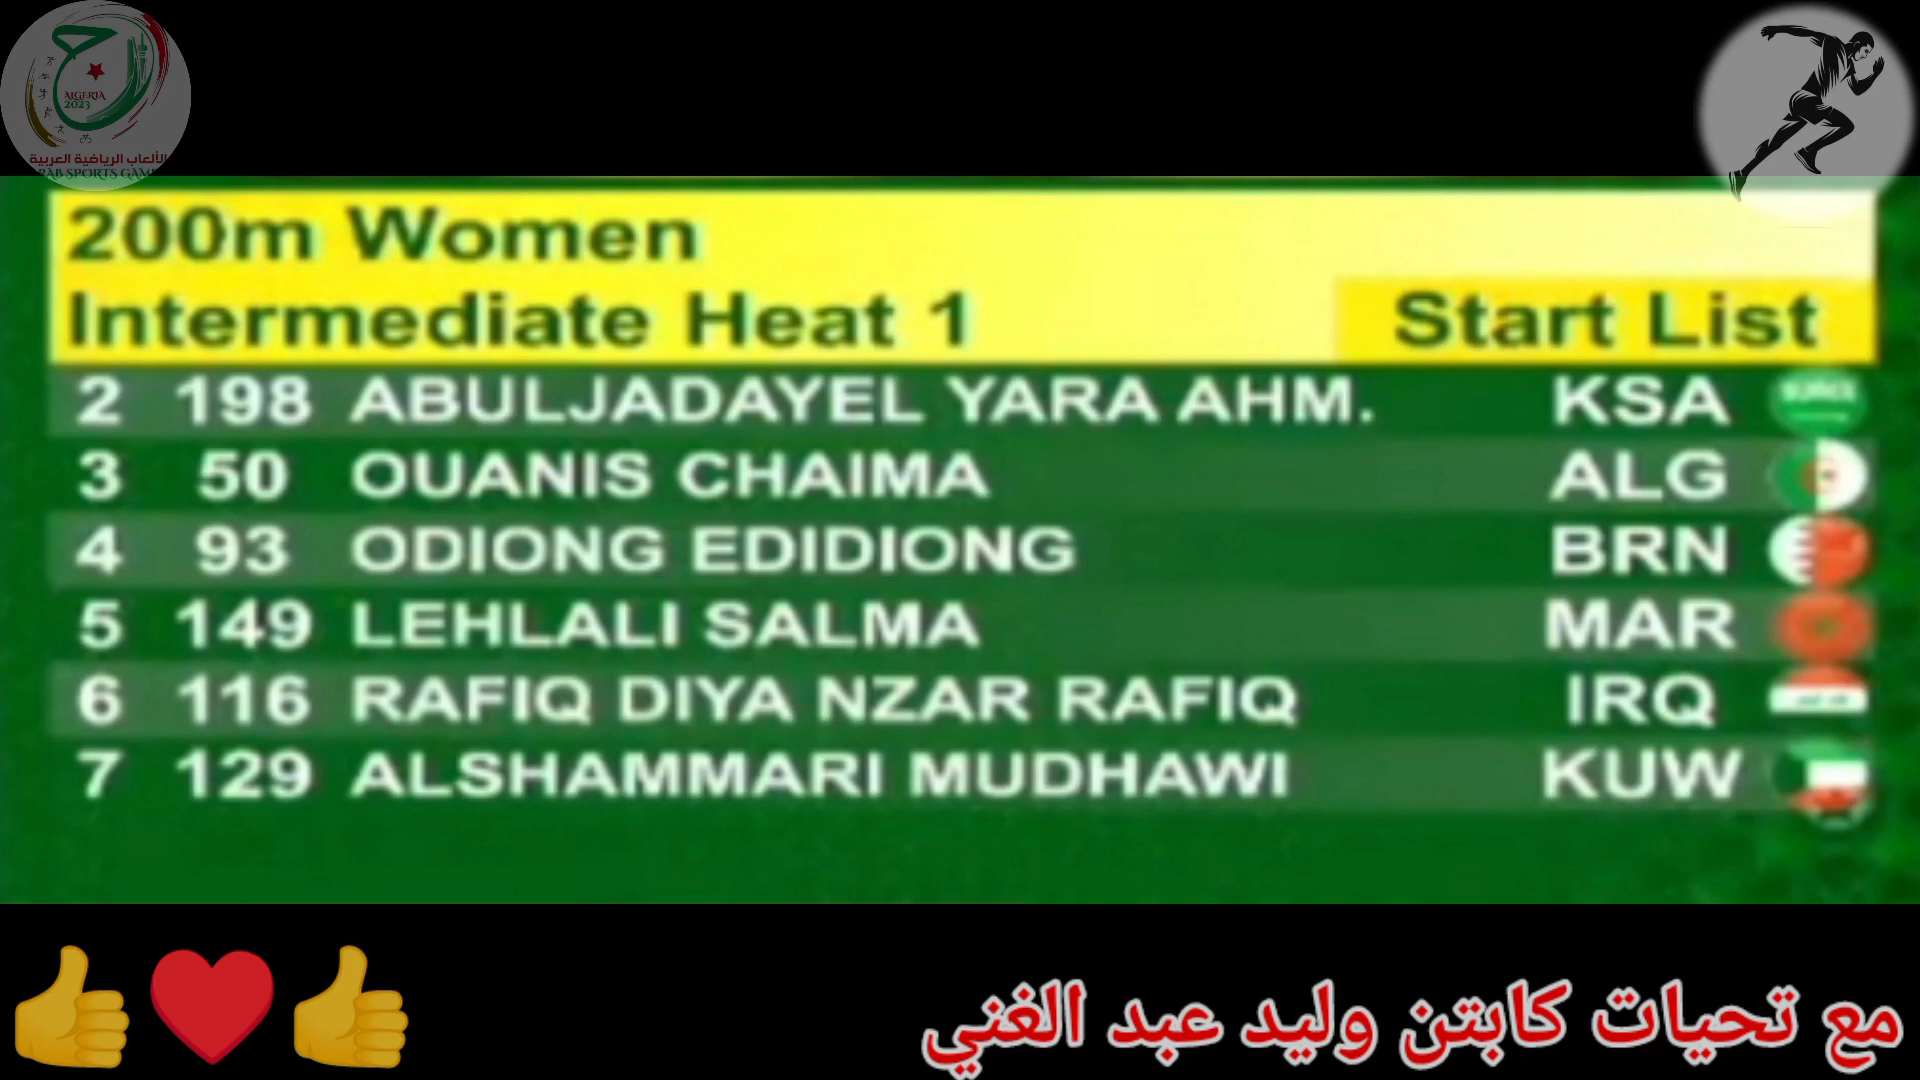 ALGERIA
2023
الألعاب الرياضية العربية
200m Women
Intermediate Heat 1 Start List
2 198 ABULJADAYEL YARA AHM. KSA
3 50 OUANIS CHAIMA ALG
4 93 ODIONG EDIDIONG BRN
5 149 LEHLALI SALMA MAR
6 116 RAFIQ DIYA NZAR RAFIQ IRQ
7 129 ALSHAMMARI MUDHAWI KUW
مع تحيات كابتن وليد عبد الغني